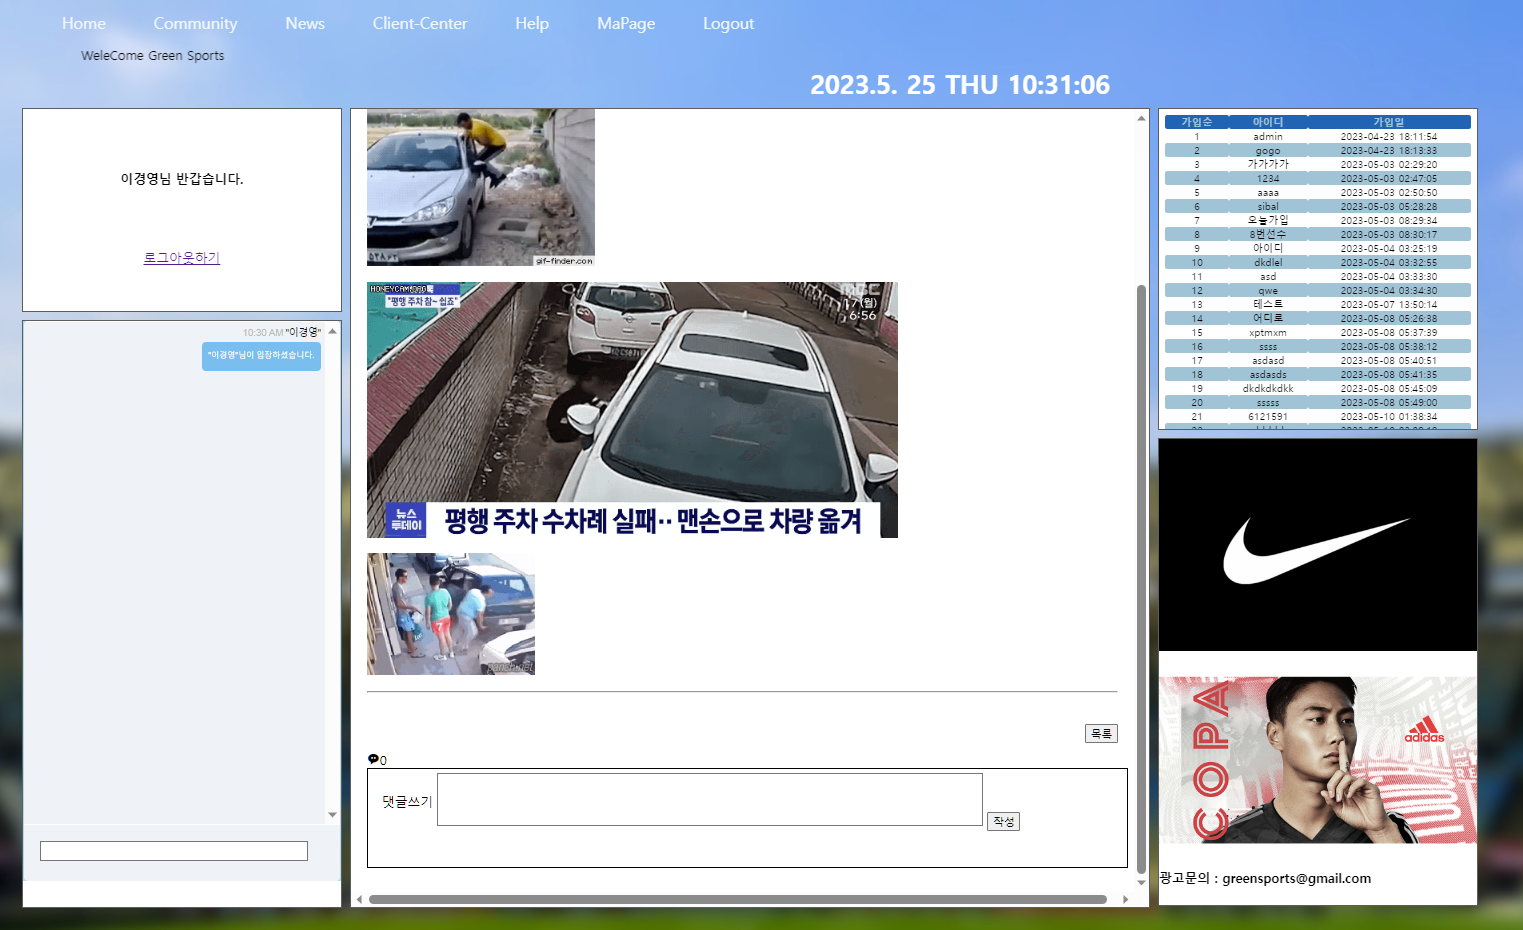 Home Community News Client-Center Help MaPage Logout
WeleCome Green Sports
2023.5. 25 THU 10:31:06
이경영님 반갑습니다.
로그아웃하기
10:30 AM "이경영"
"이경영"님이 입장하셨습니다.
gif-finder.com
HONEYCAM
"평행 주차 참~ 쉽죠"
MBC
17(월)
6:56
뉴스
투데이
평행 주차 수차례 실패·· 맨손으로 차량 옮겨
목록
0
댓글쓰기
작성
가입순 아이디 가입일
1 admin 2023-04-23 18:11:54
2 gogo 2023-04-23 18:13:33
3 가가가가 2023-05-03 02:29:20
4 1234 2023-05-03 02:47:05
5 aaaa 2023-05-03 02:50:50
6 sibal 2023-05-03 05:28:28
7 오늘가입 2023-05-03 08:29:34
8 8번선수 2023-05-03 08:30:17
9 아이디 2023-05-04 03:25:19
10 dkdlel 2023-05-04 03:32:55
11 asd 2023-05-04 03:33:30
12 qwe 2023-05-04 03:34:30
13 테스트 2023-05-07 13:50:14
14 어디로 2023-05-08 05:26:38
15 xptmxm 2023-05-08 05:37:39
16 ssss 2023-05-08 05:38:12
17 asdasd 2023-05-08 05:40:51
18 asdasds 2023-05-08 05:41:35
19 dkdkdkdkk 2023-05-08 05:45:09
20 sssss 2023-05-08 05:49:00
21 6121591 2023-05-10 01:38:34
COPA
adidas
광고문의 : greensports@gmail.com